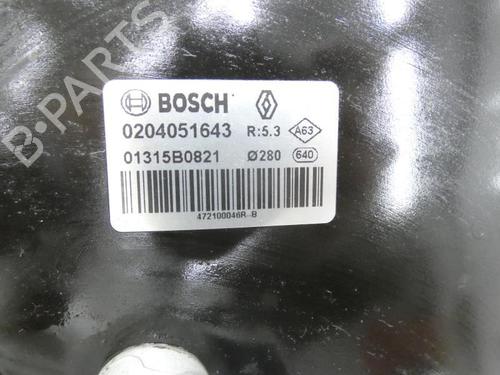 B-PARTS
BOSCH
0204051643 R:5.3 A63
01315B0821 Ø280 640
472100046R-B